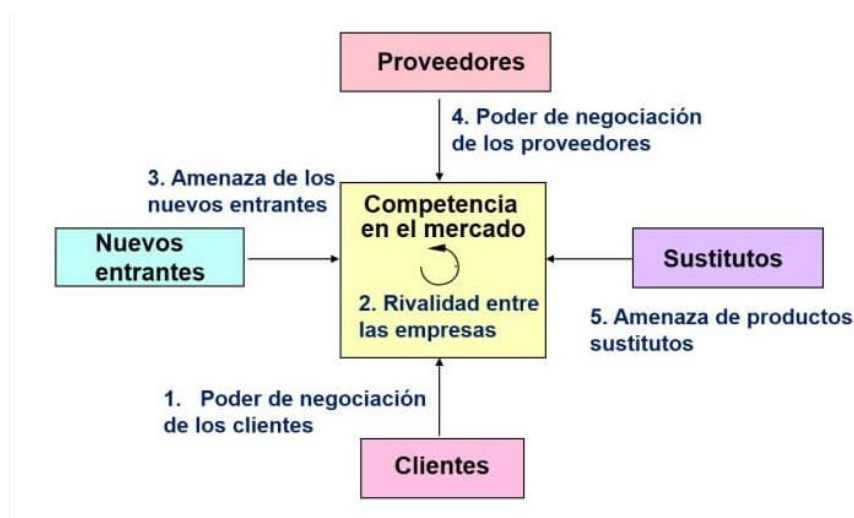 Proveedores
4. Poder de negociación
de los proveedores
3. Amenaza de los
nuevos entrantes
Competencia
en el mercado
Nuevos
entrantes
Sustitutos
2. Rivalidad entre
las empresas
5. Amenaza de productos
sustitutos
1. Poder de negociación
de los clientes
Clientes